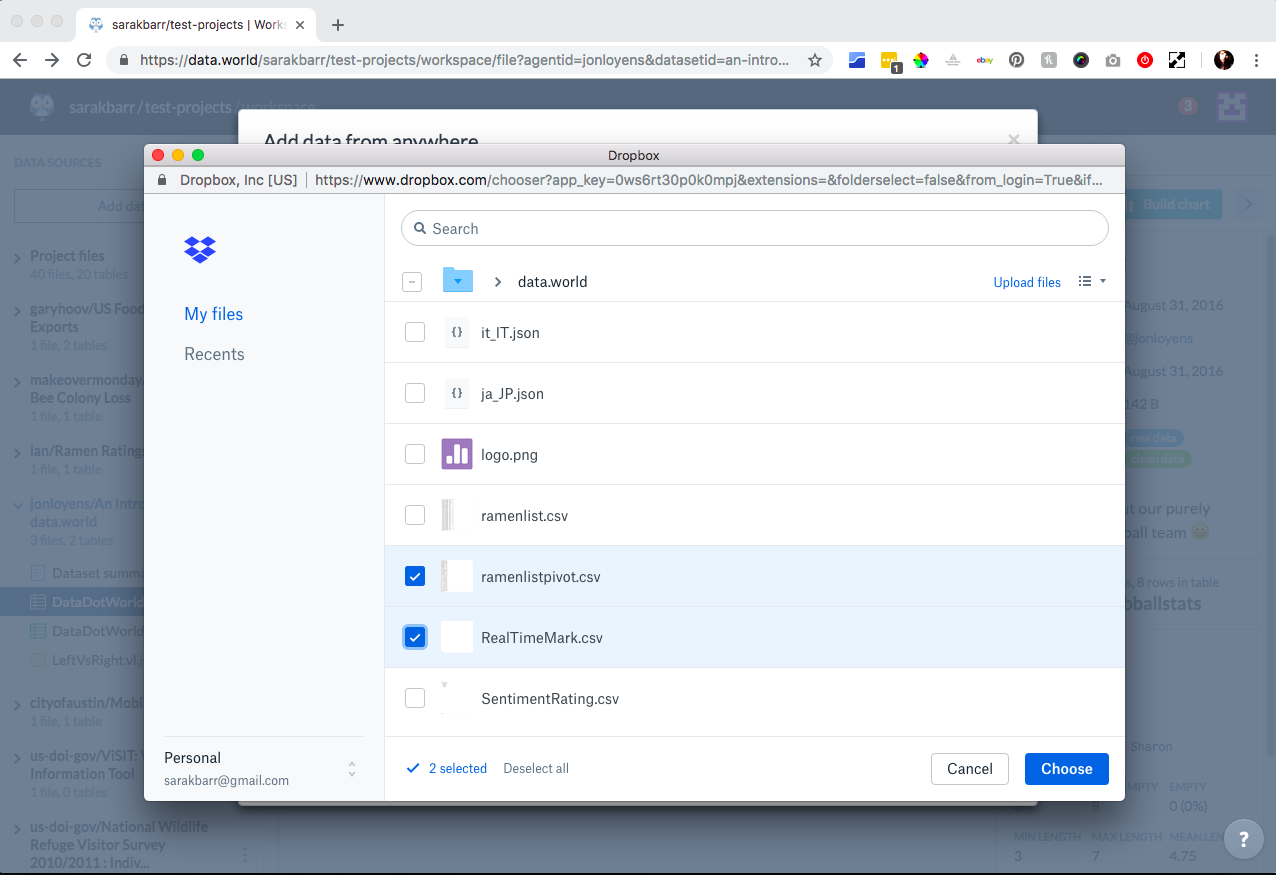 sarakbarr/test-projects | Works
https://data.world/sarakbarr/test-projects/workspace/file?agentid=jonloyens&datasetid=an-intro...
1
ebay
sarakbarr/test-projects/workspace
3
Add data from anywhere
DATA SOURCES
Build chart
Project files
40 files, 20 tables
garyhoov/US Food
Exports
1 file, 2 tables
makeovermonday/
Bee Colony Loss
1 file, 1 table
ian/Ramen Ratings
1 file, 1 table
jonloyens/An Intro
data.world
3 files, 2 tables
Dataset summa
DataDotWorld
DataDotWorld
LeftVsRight.vl.j
cityofaustin/Mobi
1 file, 1 table
us-doi-gov/ViSIT: V
Information Tool
1 file, 0 tables
us-doi-gov/National Wildlife
Refuge Visitor Survey
2010/2011 : Indiv...
Dropbox
Dropbox, Inc [US]
https://www.dropbox.com/chooser?app_key=0ws6rt30p0k0mpj&extensions=&folderselect=false&from_login=True&if...
My files
Recents
Personal
sarakbarr@gmail.com
Search
data.world
Upload files
{} it_IT.json
{} ja_JP.json
logo.png
ramenlist.csv
ramenlistpivot.csv
RealTimeMark.csv
SentimentRating.csv
2 selected
Deselect all
Cancel
Choose
August 31, 2016
@jonloyens
August 31, 2016
142 B
raw data
clean data
ut our purely
ball team
s, 8 rows in table
oballstats
Sharon
EMPTY
8
0 (0%)
MIN LENGTH
MAX LENGTH
MEAN LEN
3
7
4.75
?